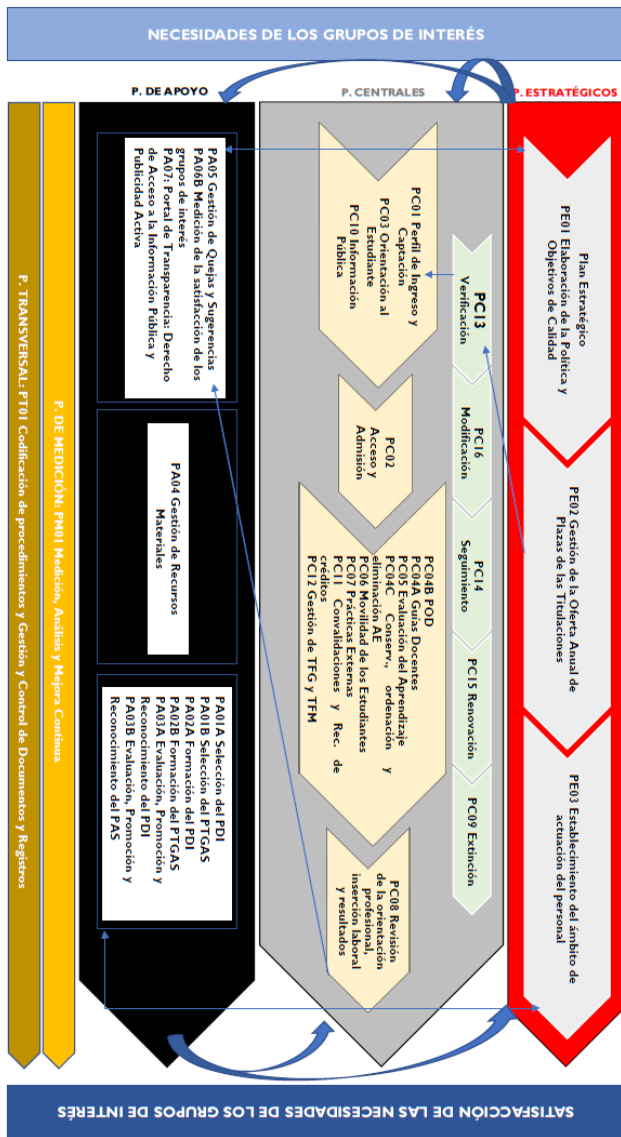 NECESIDADES DE LOS GRUPOS DE INTERÉS
P. ESTRATÉGICOS
Plan Estratégico
PE01 Elaboración de la Política y
Objetivos de Calidad
PE02 Gestión de la Oferta Anual de
Plazas de las Titulaciones
PE03 Establecimiento del ámbito de
actuación del personal
P. CENTRALES
PC13
Verificación
PC16
Modificación
PC14
Seguimiento
PC15 Renovación
PC09 Extinción
PC01 Perfil de Ingreso y
Captación
PC03 Orientación al
Estudiante
PC10 Información
Pública
PC02
Acceso y
Admisión
PC04B POD
PC04A Guías Docentes
PC05 Evaluación del Aprendizaje
PC04C Conserv., ordenación y
eliminación AE
PC06 Movilidad de los Estudiantes
PC07 Prácticas Externas
PC11 Convalidaciones y Rec. de
créditos
PC12 Gestión de TFG y TFM
PC08 Revisión
de la orientación
profesional,
inserción laboral
y resultados
P. DE APOYO
PA05 Gestión de Quejas y Sugerencias
PA06B Medición de la satisfacción de los
grupos de interés
PA07: Portal de Transparencia: Derecho
de Acceso a la Información Pública y
Publicidad Activa
PA04 Gestión de Recursos
Materiales
PA01A Selección del PDI
PA01B Selección del PTGAS
PA02A Formación del PDI
PA02B Formación del PTGAS
PA03A Evaluación, Promoción y
Reconocimiento del PDI
PA03B Evaluación, Promoción y
Reconocimiento del PAS
P. DE MEDICIÓN: PM01 Medición, Análisis y Mejora Continua
P. TRANSVERSAL: PT01 Codificación de procedimientos y Gestión y Control de Documentos y Registros
SATISFACCIÓN DE LAS NECESIDADES DE LOS GRUPOS DE INTERÉS